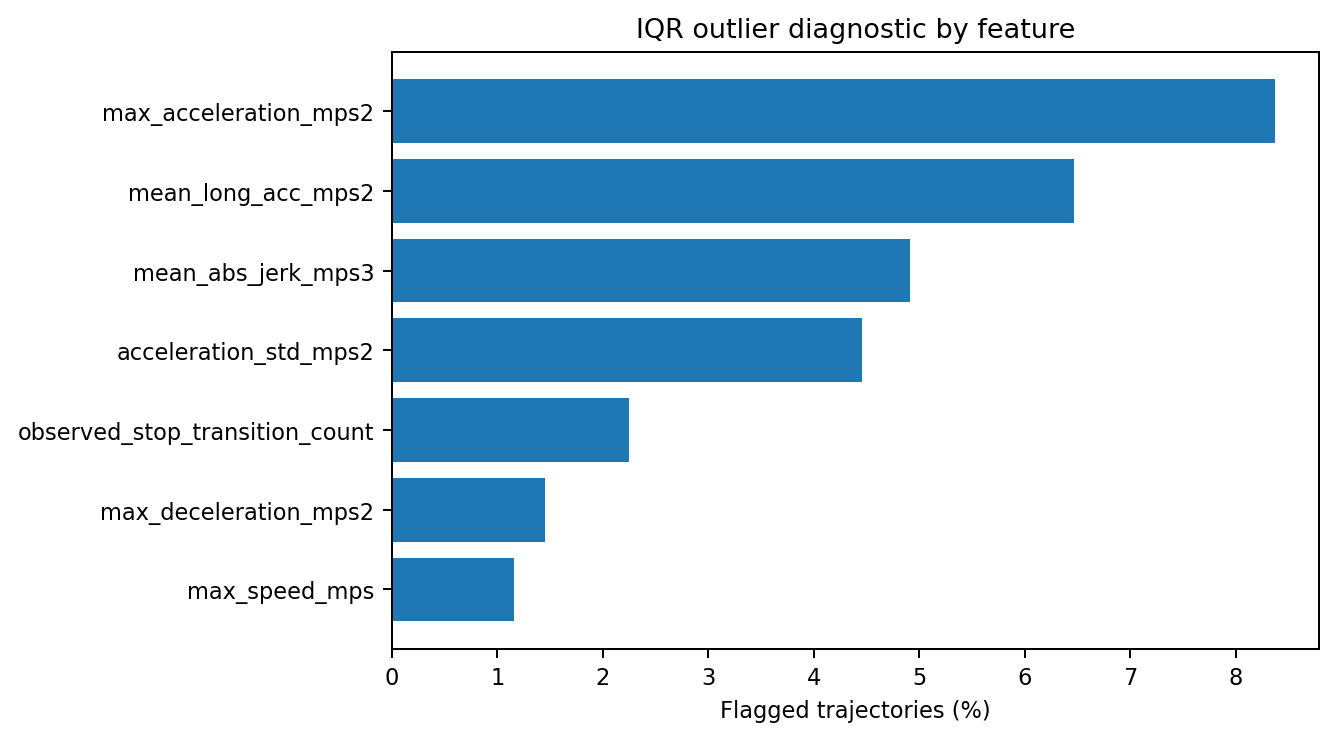 IQR outlier diagnostic by feature
max_acceleration_mps2
mean_long_acc_mps2
mean_abs_jerk_mps3
acceleration_std_mps2
observed_stop_transition_count
max_deceleration_mps2
max_speed_mps
0 1 2 3 4 5 6 7 8
Flagged trajectories (%)